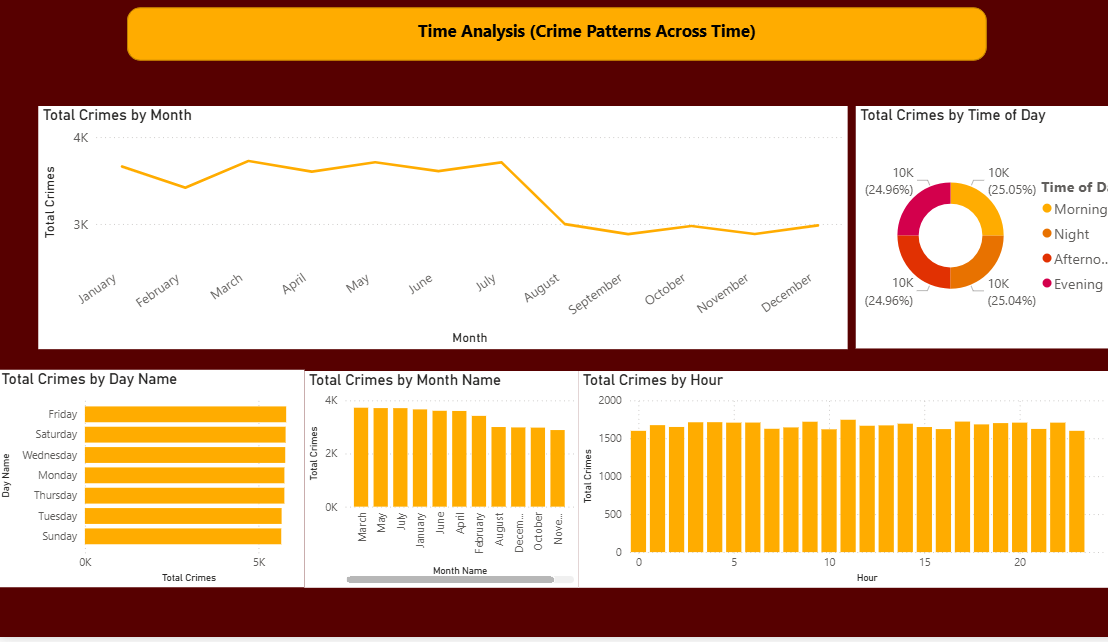 Time Analysis (Crime Patterns Across Time)
Total Crimes by Month
4K
3K
Total Crimes
January
February
March
April
May
June
July
August
September
October
November
December
Month
Total Crimes by Time of Day
10K
(24.96%)
10K
(25.05%)
10K
(24.96%)
10K
(25.04%)
Time of Da
Morning
Night
Afterno...
Evening
Total Crimes by Day Name
Day Name
Friday
Saturday
Wednesday
Monday
Thursday
Tuesday
Sunday
0K 5K
Total Crimes
Total Crimes by Month Name
Total Crimes
4K
2K
0K
March
May
July
January
June
April
February
August
Decem...
October
Nove...
Month Name
Total Crimes by Hour
Total Crimes
2000
1500
1000
500
0
0 5 10 15 20
Hour